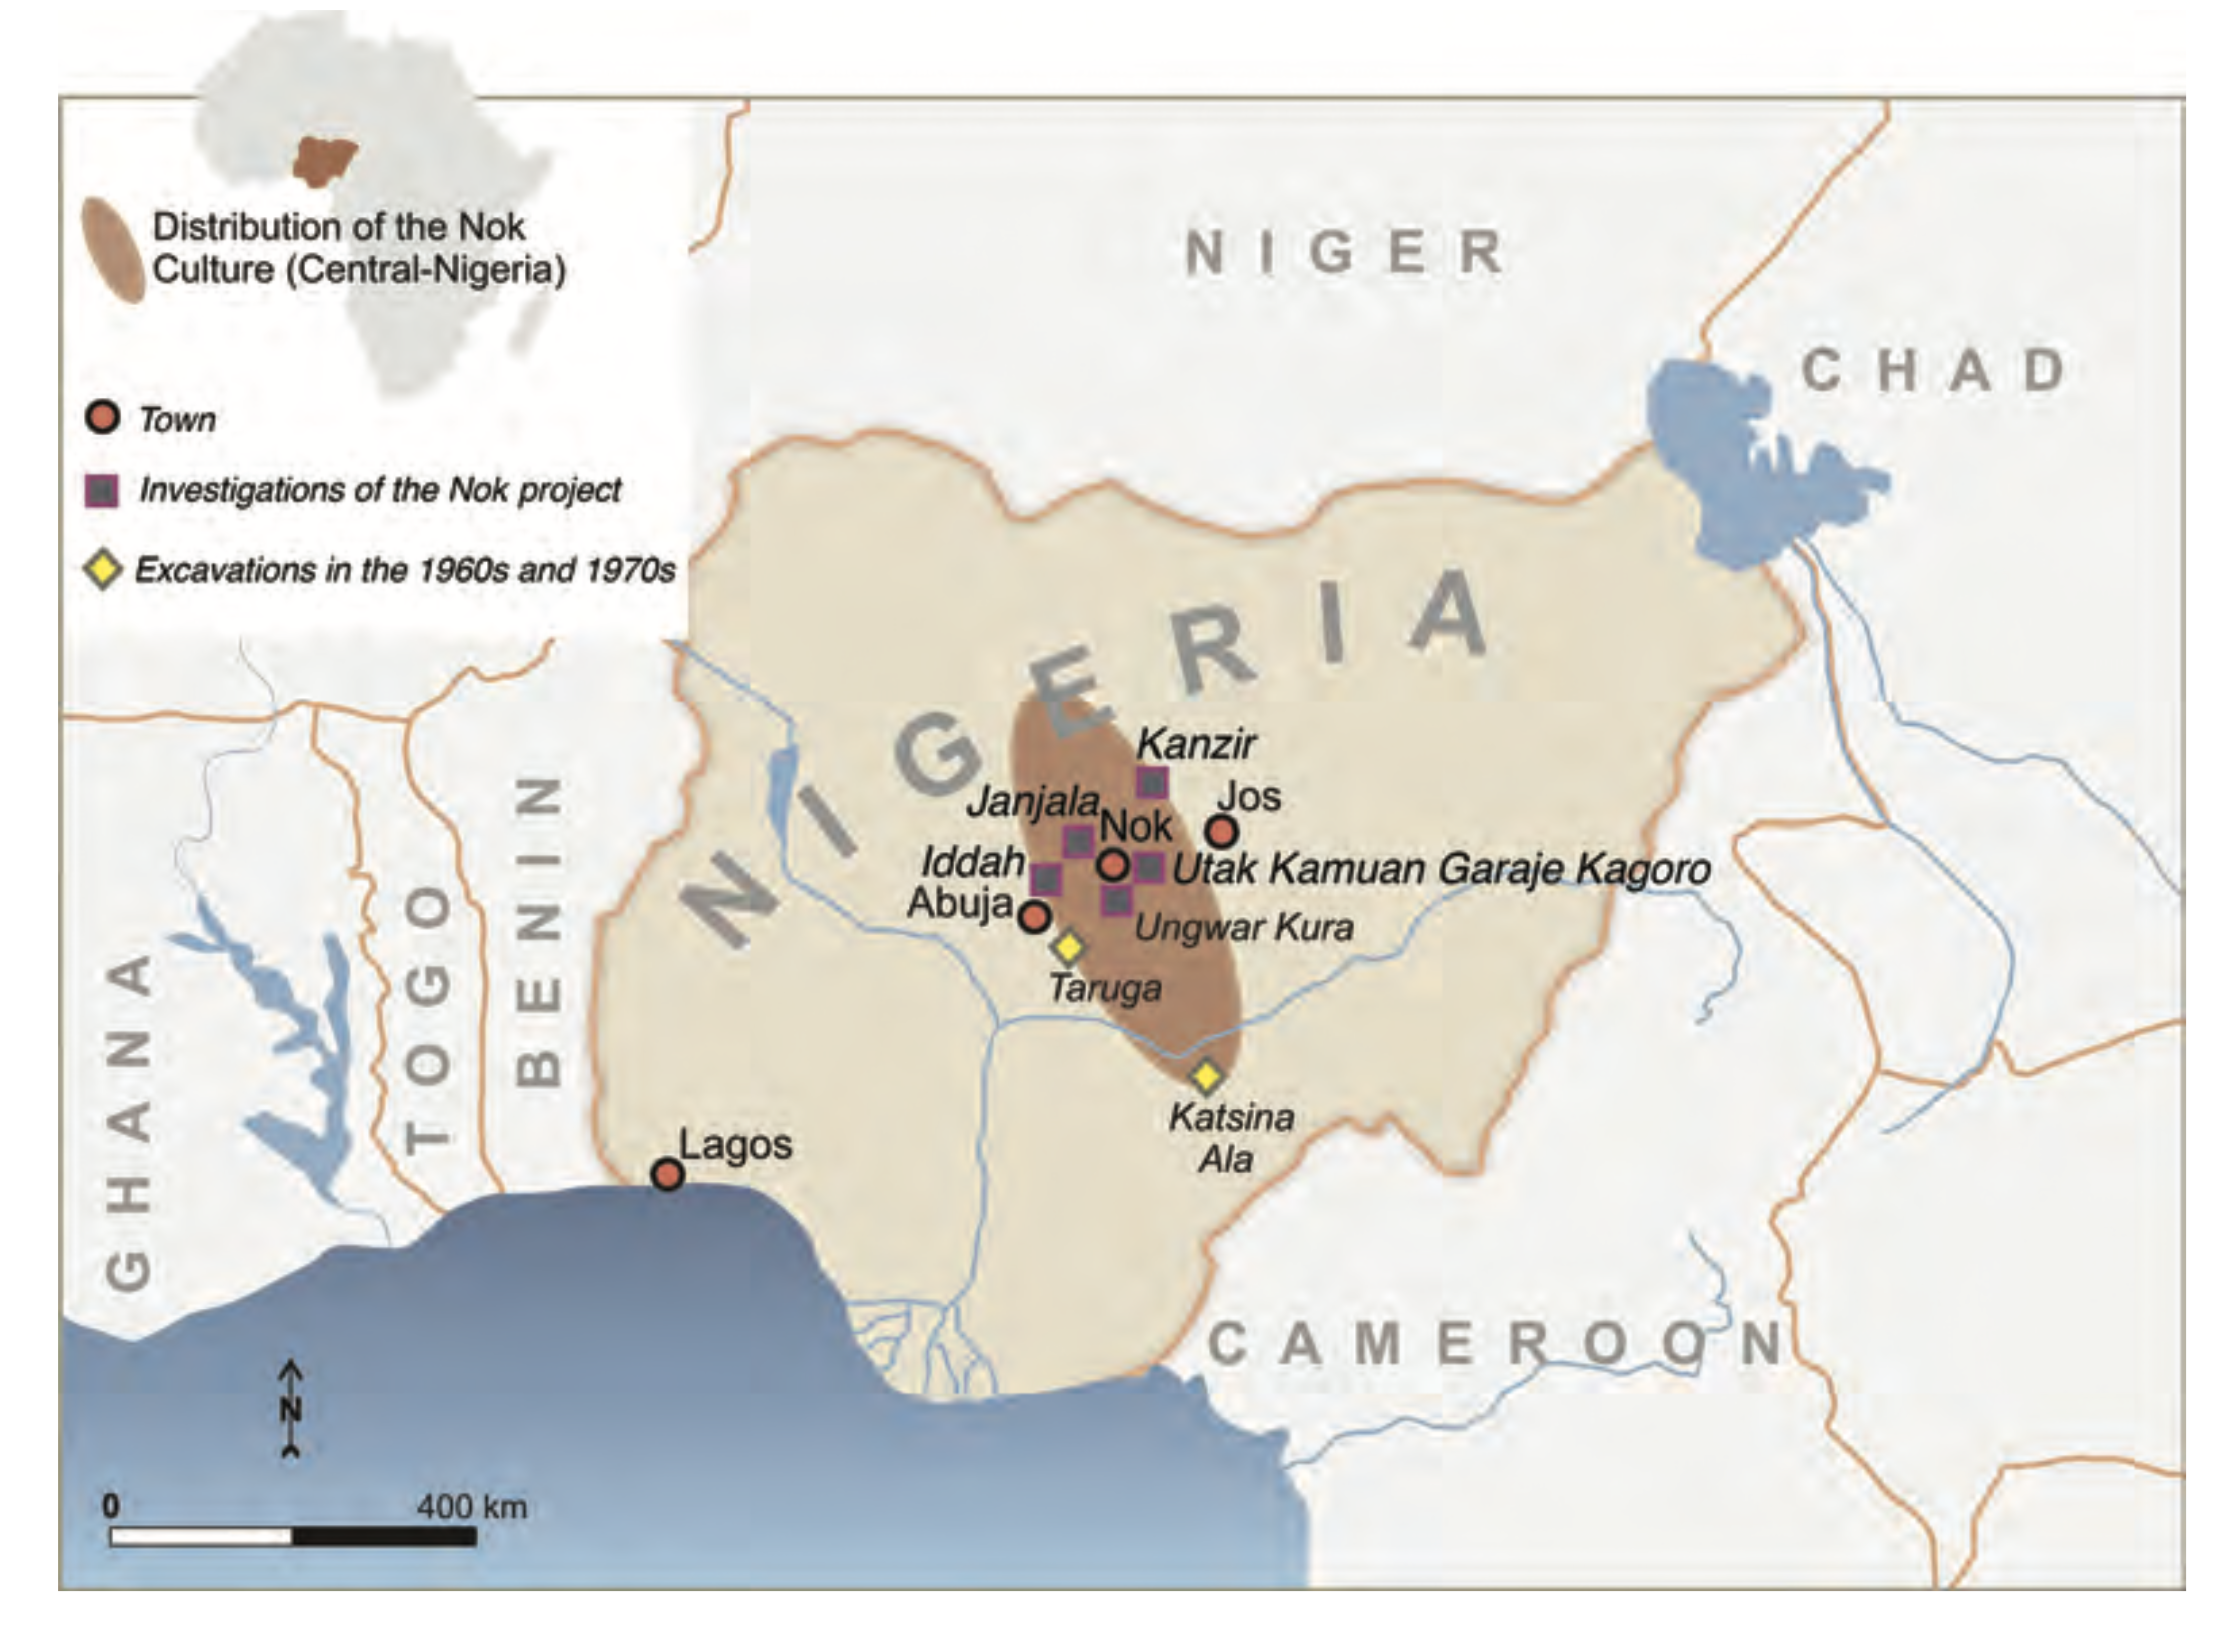 Distribution of the Nok
Culture (Central-Nigeria)
Town
Investigations of the Nok project
Excavations in the 1960s and 1970s
NIGER
CHAD
NIGERIA
Kanzir
Jos
Janjala
Nok
Iddah
Utak Kamuan Garaje Kagoro
Abuja
Ungwar Kura
Taruga
Katsina
Ala
Lagos
GHANA
TOGO
BENIN
CAMEROON
N
0 400 km